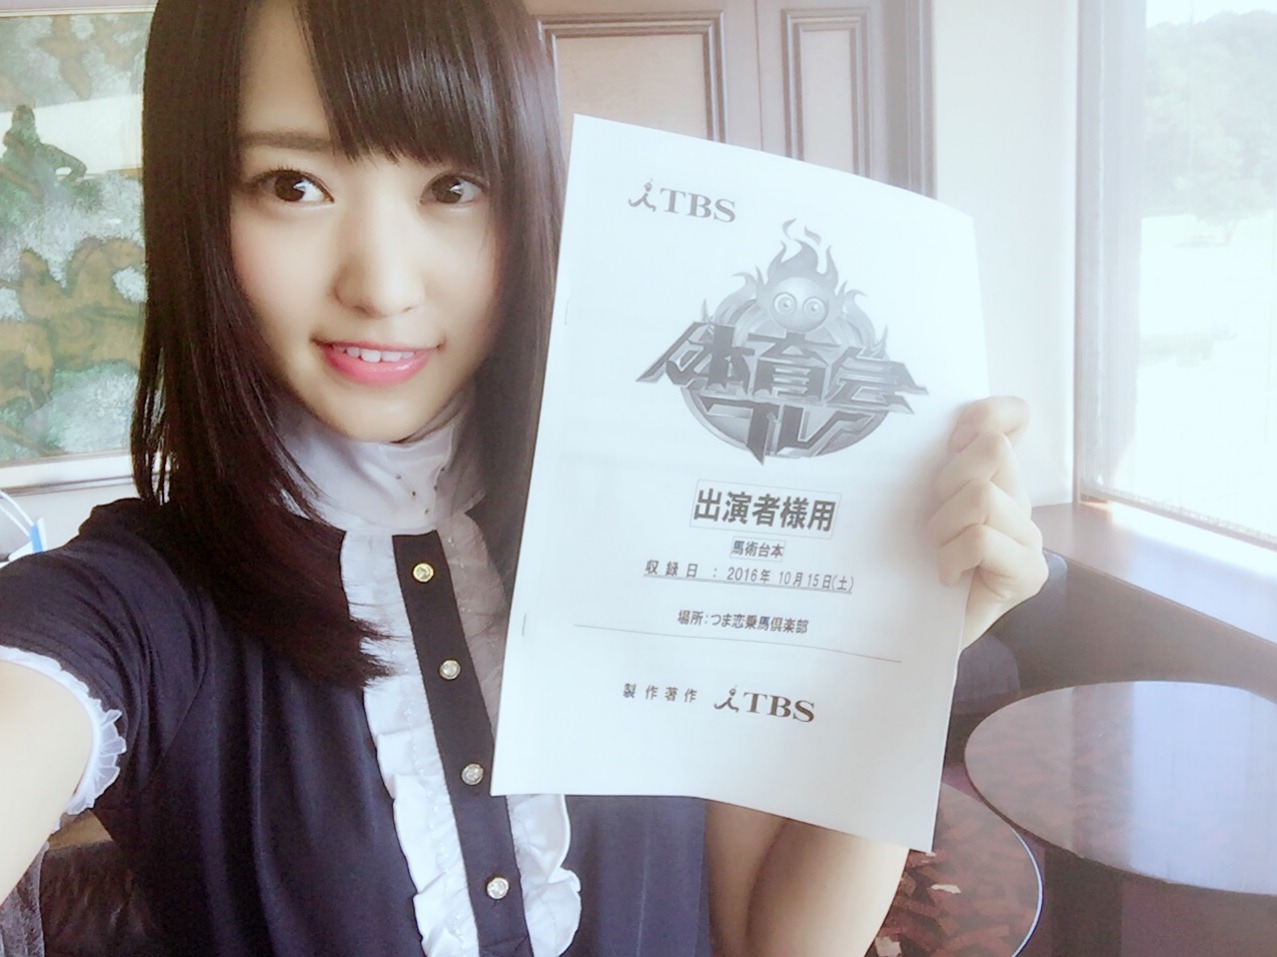 TBS
体育会
TV
出演者様用
馬術台本
収録日 : 2016年 10月15日(土)
場所:つま恋乗馬倶楽部
製作著作 TBS